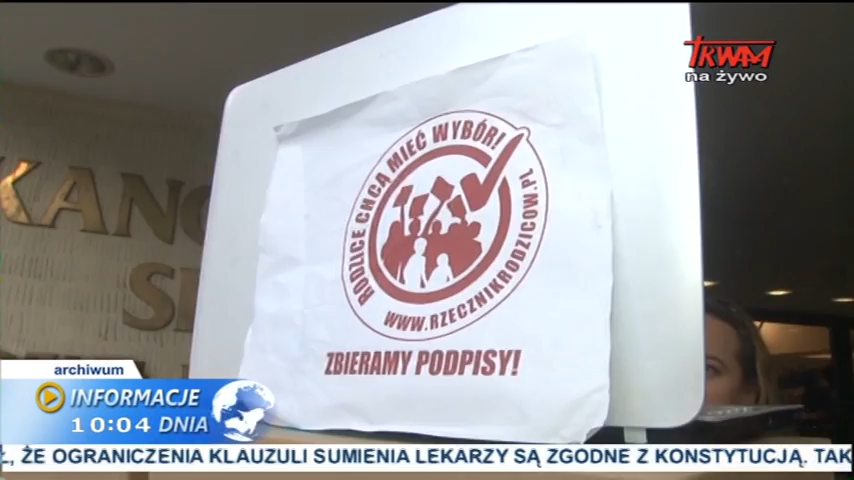 TRWAM
na żywo
KANC
SE
RODZICE CHCĄ MIEĆ WYBÓR!
WWW.RZECZNIKRODZICOW.PL
ZBIERAMY PODPISY!
archiwum
INFORMACJE
10:04 DNIA
Ł, ŻE OGRANICZENIA KLAUZULI SUMIENIA LEKARZY SĄ ZGODNE Z KONSTYTUCJĄ. TAK